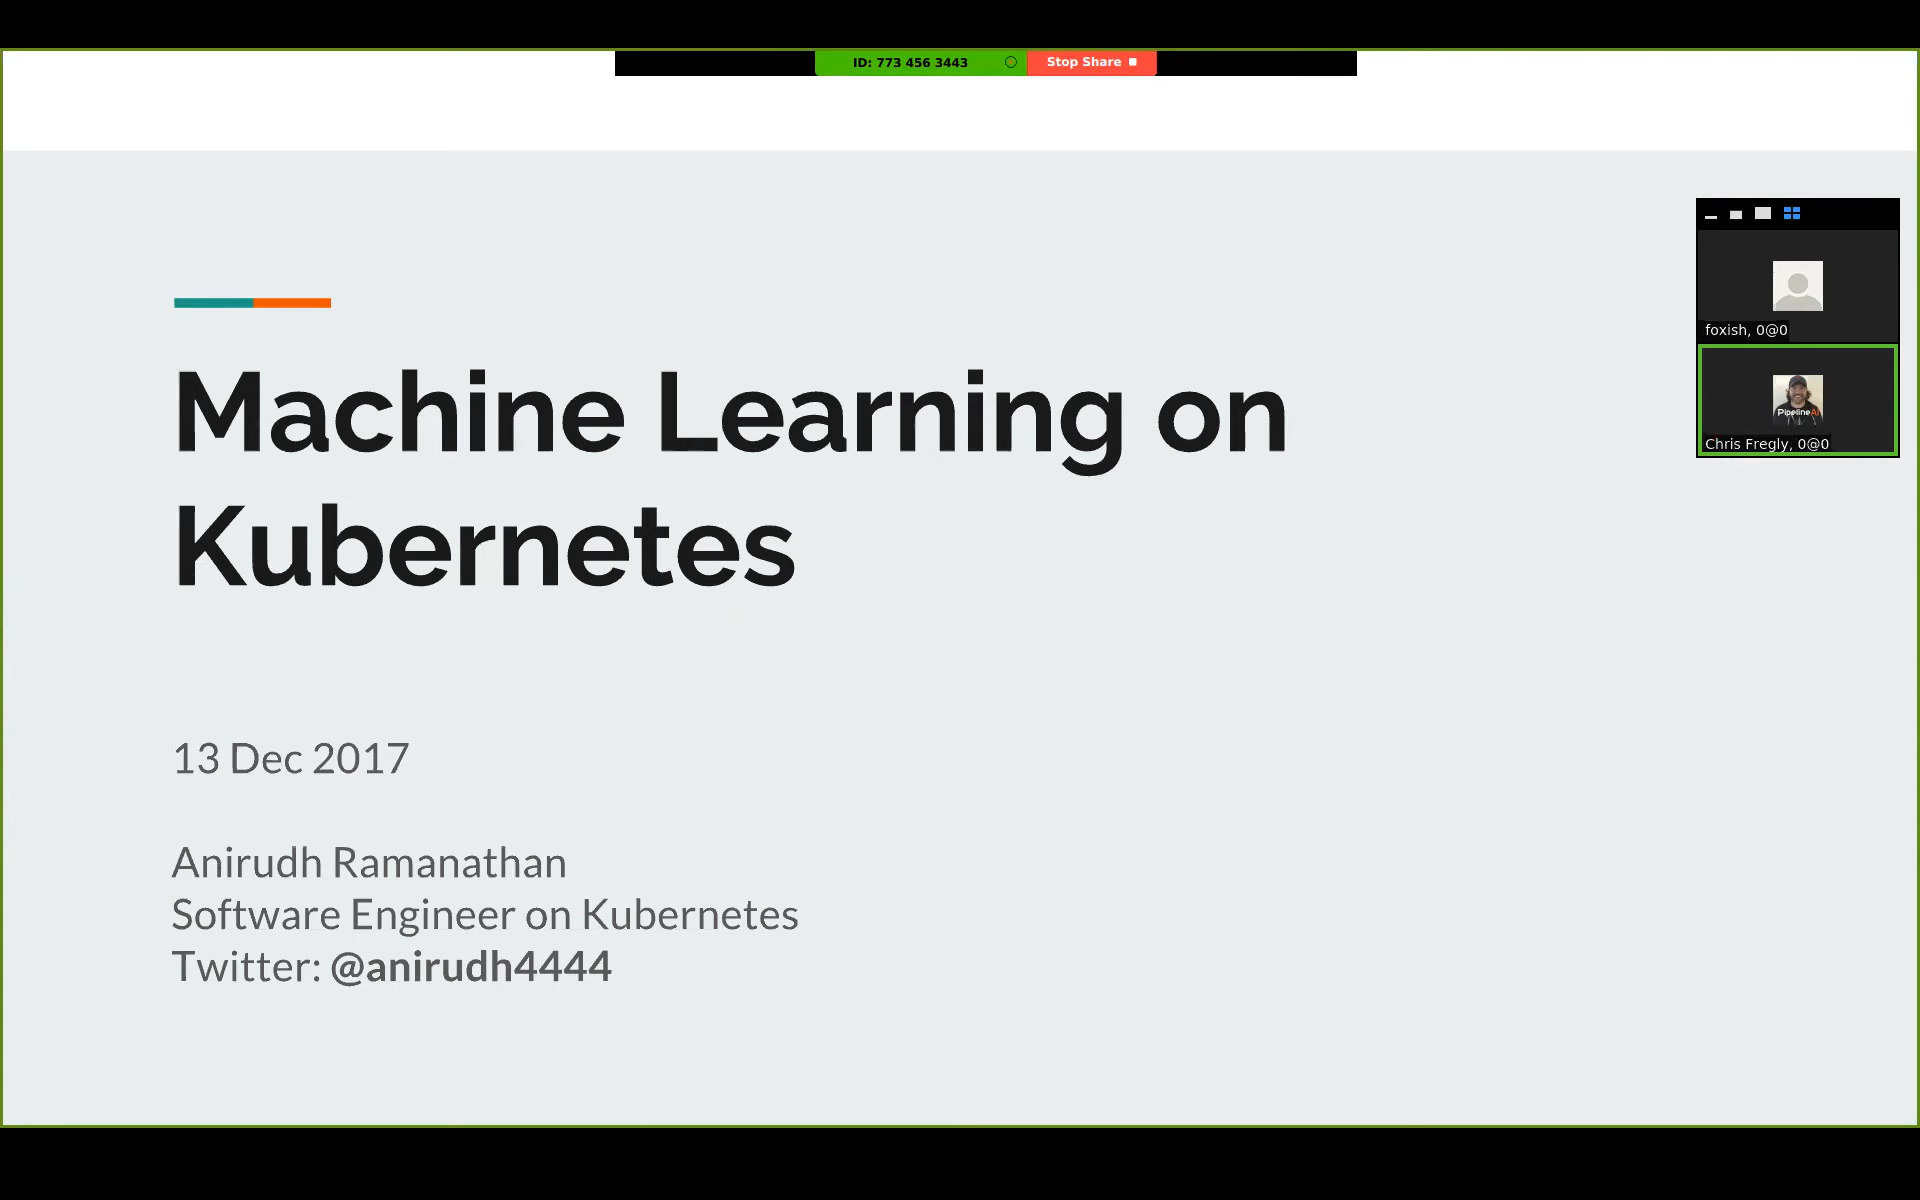 ID: 773 456 3443
Stop Share
Machine Learning on
Kubernetes
13 Dec 2017
Anirudh Ramanathan
Software Engineer on Kubernetes
Twitter: @anirudh4444
foxish, 0@0
PipelineAI
Chris Fregly, 0@0